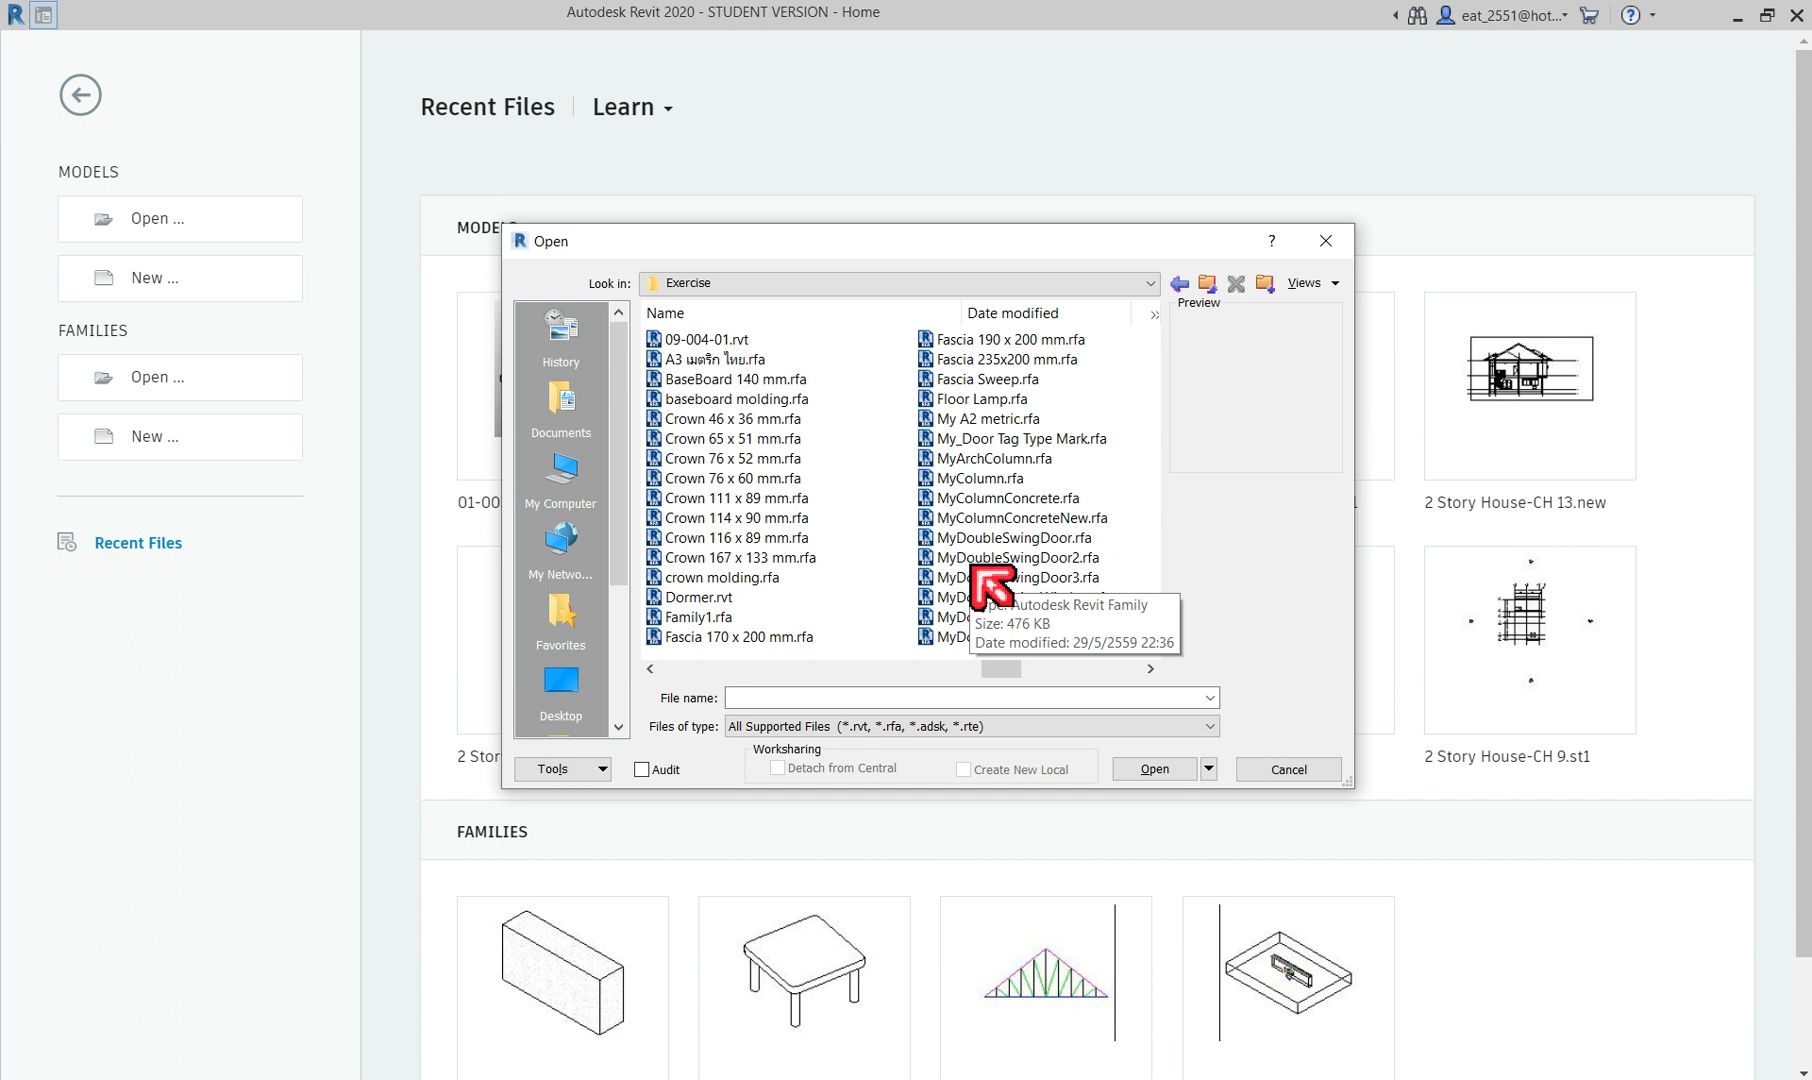 Autodesk Revit 2020 - STUDENT VERSION - Home
eat_2551@hot...
Recent Files
Learn
MODELS
Open ...
New ...
FAMILIES
Open ...
New ...
Recent Files
MODELS
01-00
2 Story House-CH 13.new
2 Stor
2 Story House-CH 9.st1
FAMILIES
Open
Look in:
Exercise
Views
Preview
History
Documents
My Computer
My Netwo...
Favorites
Desktop
Name
Date modified
09-004-01.rvt
A3 เมตริก ไทย.rfa
BaseBoard 140 mm.rfa
baseboard molding.rfa
Crown 46 x 36 mm.rfa
Crown 65 x 51 mm.rfa
Crown 76 x 52 mm.rfa
Crown 76 x 60 mm.rfa
Crown 111 x 89 mm.rfa
Crown 114 x 90 mm.rfa
Crown 116 x 89 mm.rfa
Crown 167 x 133 mm.rfa
crown molding.rfa
Dormer.rvt
Family1.rfa
Fascia 170 x 200 mm.rfa
Fascia 190 x 200 mm.rfa
Fascia 235x200 mm.rfa
Fascia Sweep.rfa
Floor Lamp.rfa
My A2 metric.rfa
My_Door Tag Type Mark.rfa
MyArchColumn.rfa
MyColumn.rfa
MyColumnConcrete.rfa
MyColumnConcreteNew.rfa
MyDoubleSwingDoor.rfa
MyDoubleSwingDoor2.rfa
ingDoor3.rfa
Autodesk Revit Family
Size: 476 KB
Date modified: 29/5/2559 22:36
File name:
Files of type:
All Supported Files (*.rvt, *.rfa, *.adsk, *.rte)
Worksharing
Tools
Audit
Detach from Central
Create New Local
Open
Cancel